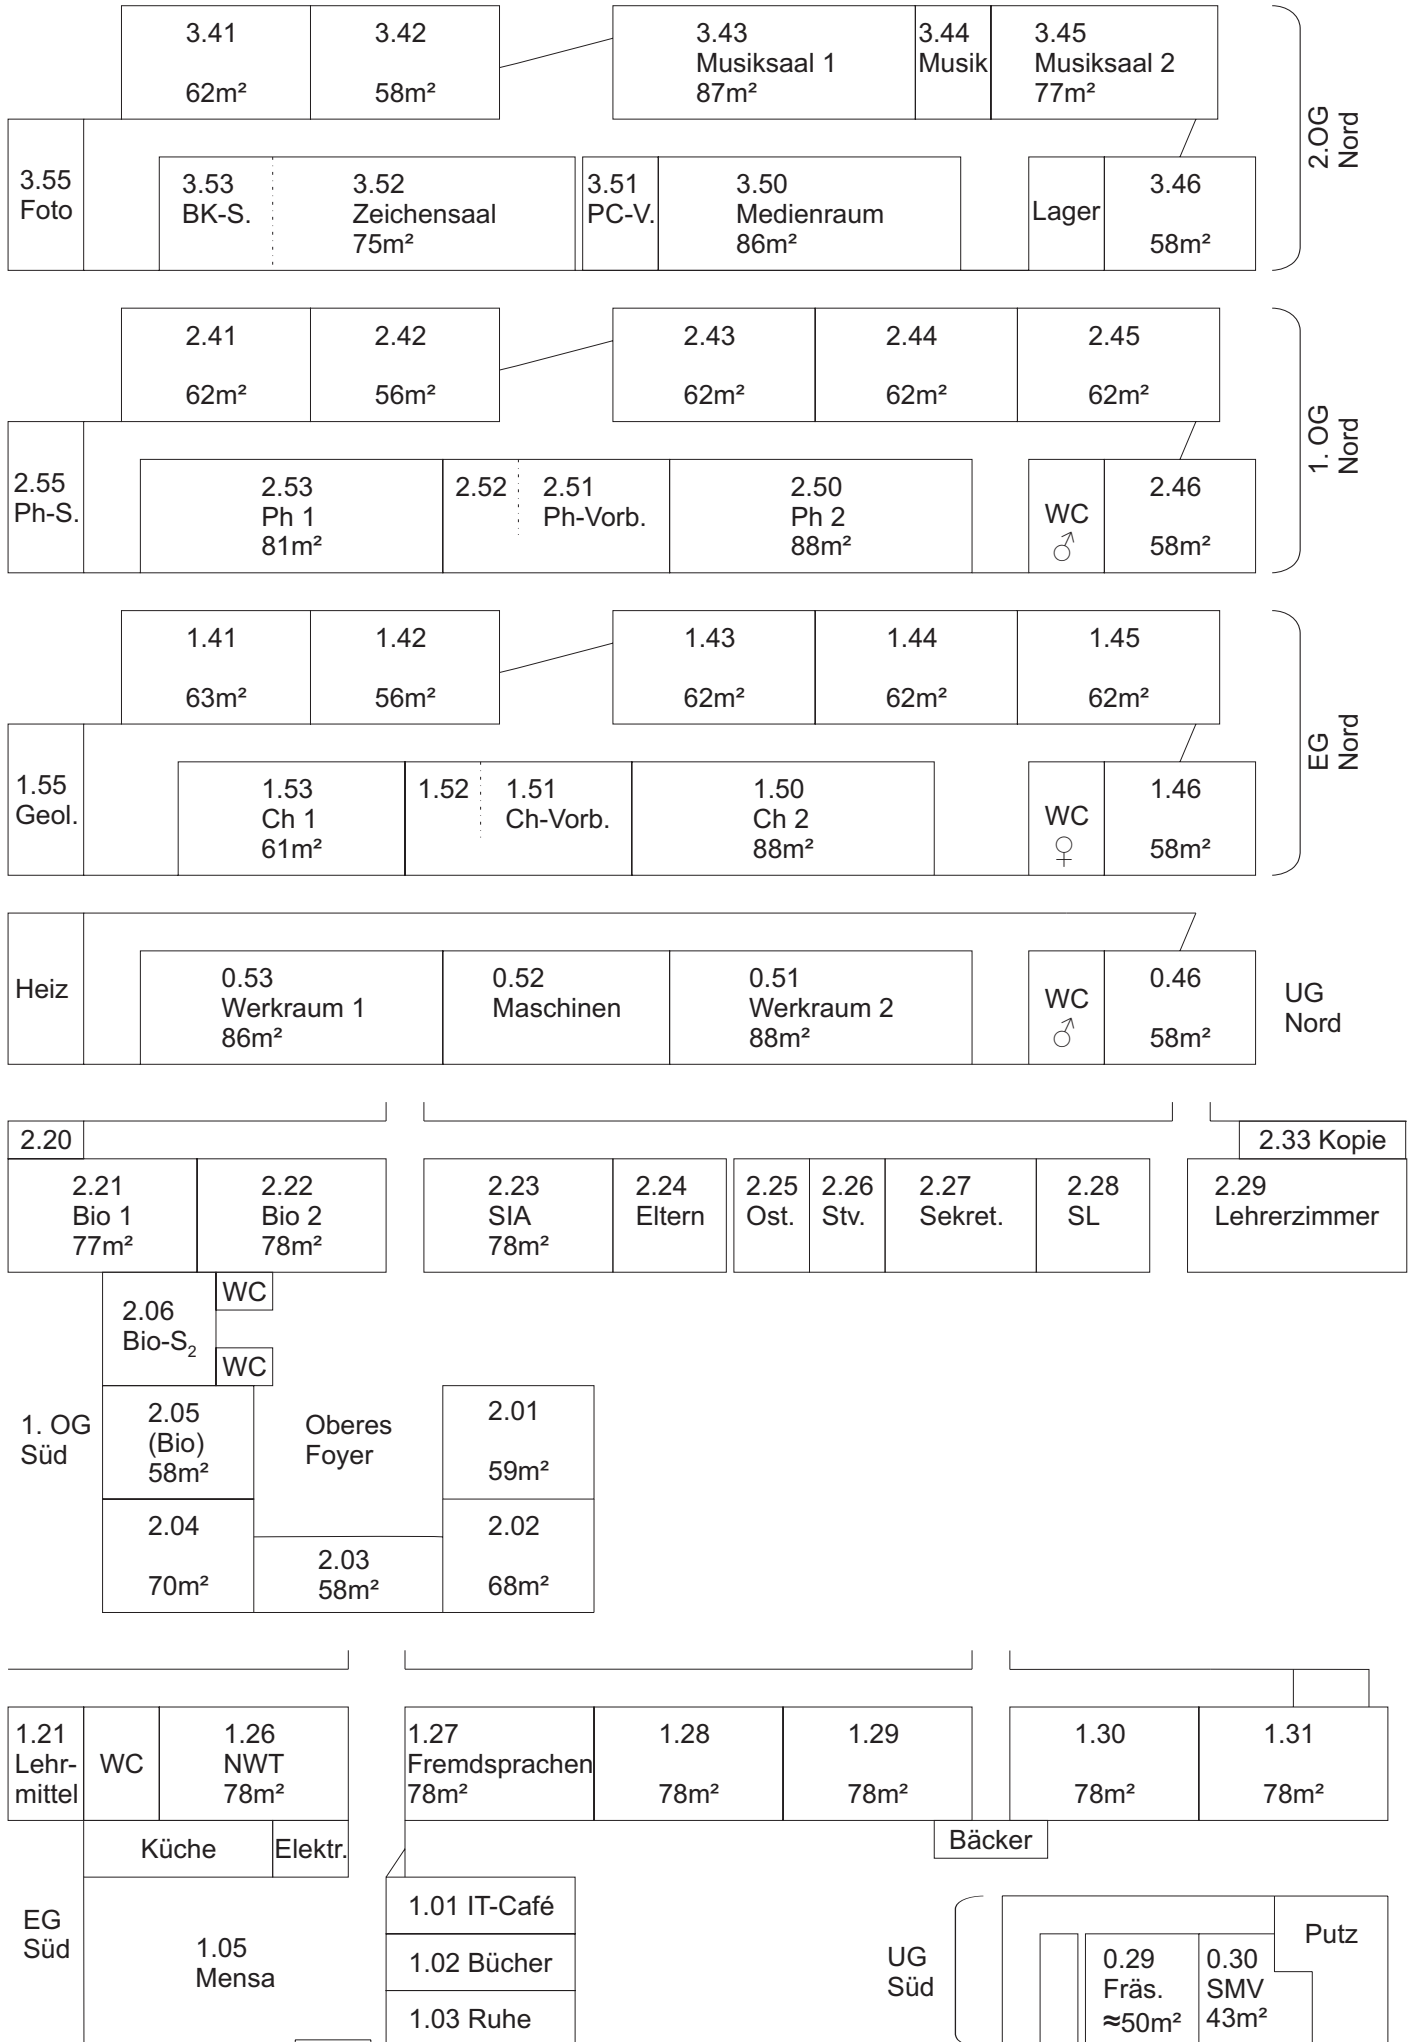 3.41
62m²
3.42
58m²
3.43
Musiksaal 1
87m²
3.44
Musik
3.45
Musiksaal 2
77m²
2.OG
Nord
3.55
Foto
3.53
BK-S.
3.52
Zeichensaal
75m²
3.51
PC-V.
3.50
Medienraum
86m²
Lager
3.46
58m²
2.41
62m²
2.42
56m²
2.43
62m²
2.44
62m²
2.45
62m²
1. OG
Nord
2.55
Ph-S.
2.53
Ph 1
81m²
2.52
2.51
Ph-Vorb.
2.50
Ph 2
88m²
WC
♂
2.46
58m²
1.41
63m²
1.42
56m²
1.43
62m²
1.44
62m²
1.45
62m²
EG
Nord
1.55
Geol.
1.53
Ch 1
61m²
1.52
1.51
Ch-Vorb.
1.50
Ch 2
88m²
WC
♀
1.46
58m²
Heiz
0.53
Werkraum 1
86m²
0.52
Maschinen
0.51
Werkraum 2
88m²
WC
♂
0.46
58m²
UG
Nord
2.20
2.33 Kopie
2.21
Bio 1
77m²
2.22
Bio 2
78m²
2.23
SIA
78m²
2.24
Eltern
2.25
Ost.
2.26
Stv.
2.27
Sekret.
2.28
SL
2.29
Lehrerzimmer
2.06
Bio-S₂
WC
WC
1. OG
Süd
2.05
(Bio)
58m²
Oberes
Foyer
2.01
59m²
2.04
70m²
2.03
58m²
2.02
68m²
1.21
Lehr-
mittel
WC
1.26
NWT
78m²
1.27
Fremdsprachen
78m²
1.28
78m²
1.29
78m²
1.30
78m²
1.31
78m²
Küche
Elektr.
Bäcker
EG
Süd
1.05
Mensa
1.01 IT-Café
1.02 Bücher
1.03 Ruhe
UG
Süd
0.29
Fräs.
≈50m²
0.30
SMV
43m²
Putz